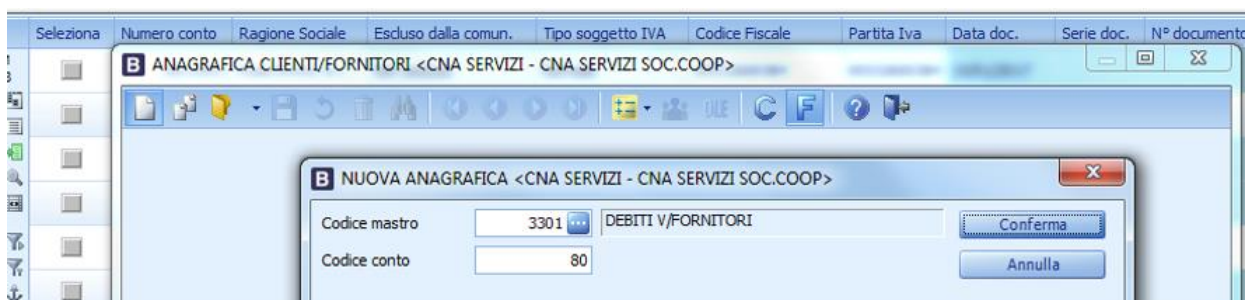 Seleziona Numero conto Ragione Sociale Escluso dalla comun. Tipo soggetto IVA Codice Fiscale Partita Iva Data doc. Serie doc. N° documento
B ANAGRAFICA CLIENTI/FORNITORI <CNA SERVIZI - CNA SERVIZI SOC.COOP>
ULE C F ?
B NUOVA ANAGRAFICA <CNA SERVIZI - CNA SERVIZI SOC.COOP>
Codice mastro 3301 ... DEBITI V/FORNITORI Conferma
Codice conto 80 Annulla